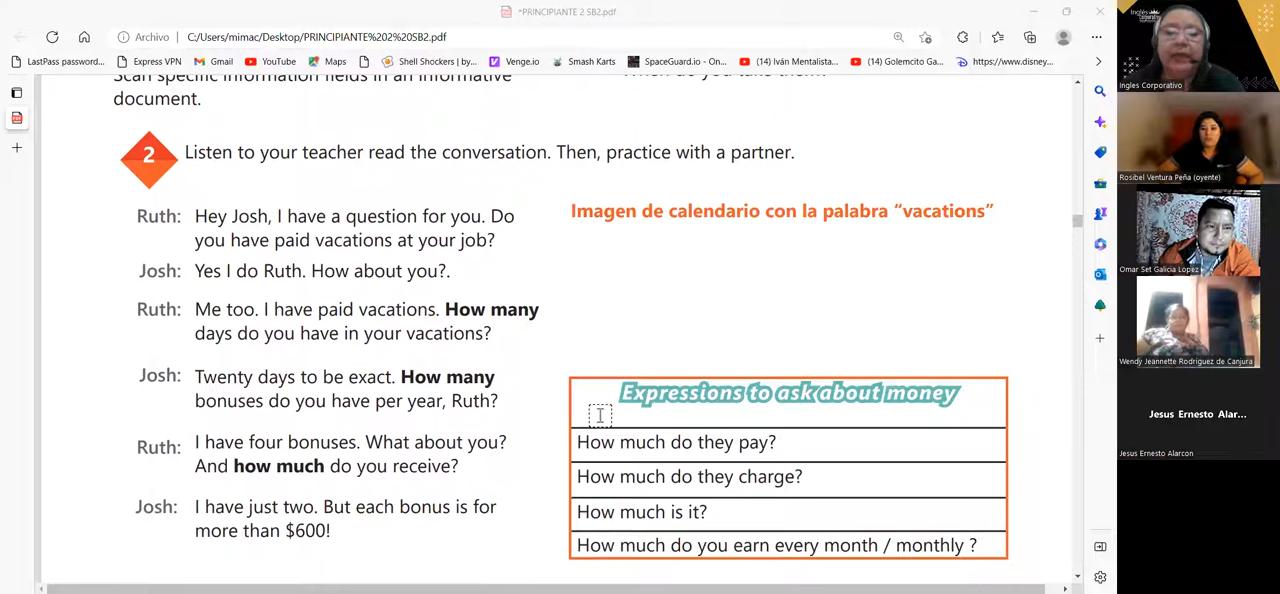 *PRINCIPIANTE 2 SB2.pdf
Archivo
C:/Users/mimac/Desktop/PRINCIPIANTE%202%20SB2.pdf
LastPass password...
Express VPN
Gmail
YouTube
Maps
Shell Shockers | by...
Venge.io
Smash Karts
SpaceGuard.io - On...
(14) Iván Mentalista...
(14) Golemcito Ga...
https://www.disney...
Scan specific information fields in an informative
document.
When do you take them?
2
Listen to your teacher read the conversation. Then, practice with a partner.
Ruth: Hey Josh, I have a question for you. Do
you have paid vacations at your job?
Josh: Yes I do Ruth. How about you?.
Ruth: Me too. I have paid vacations. How many
days do you have in your vacations?
Josh: Twenty days to be exact. How many
bonuses do you have per year, Ruth?
Ruth: I have four bonuses. What about you?
And how much do you receive?
Josh: I have just two. But each bonus is for
more than $600!
Imagen de calendario con la palabra “vacations”
Expressions to ask about money
How much do they pay?
How much do they charge?
How much is it?
How much do you earn every month / monthly ?
Inglés
Corporativo
Ingles Corporativo
Rosibel Ventura Peña (oyente)
Omar Set Galicia Lopez
Wendy Jeannette Rodriguez de Canjura
Jesus Ernesto Alar...
Jesus Ernesto Alarcon